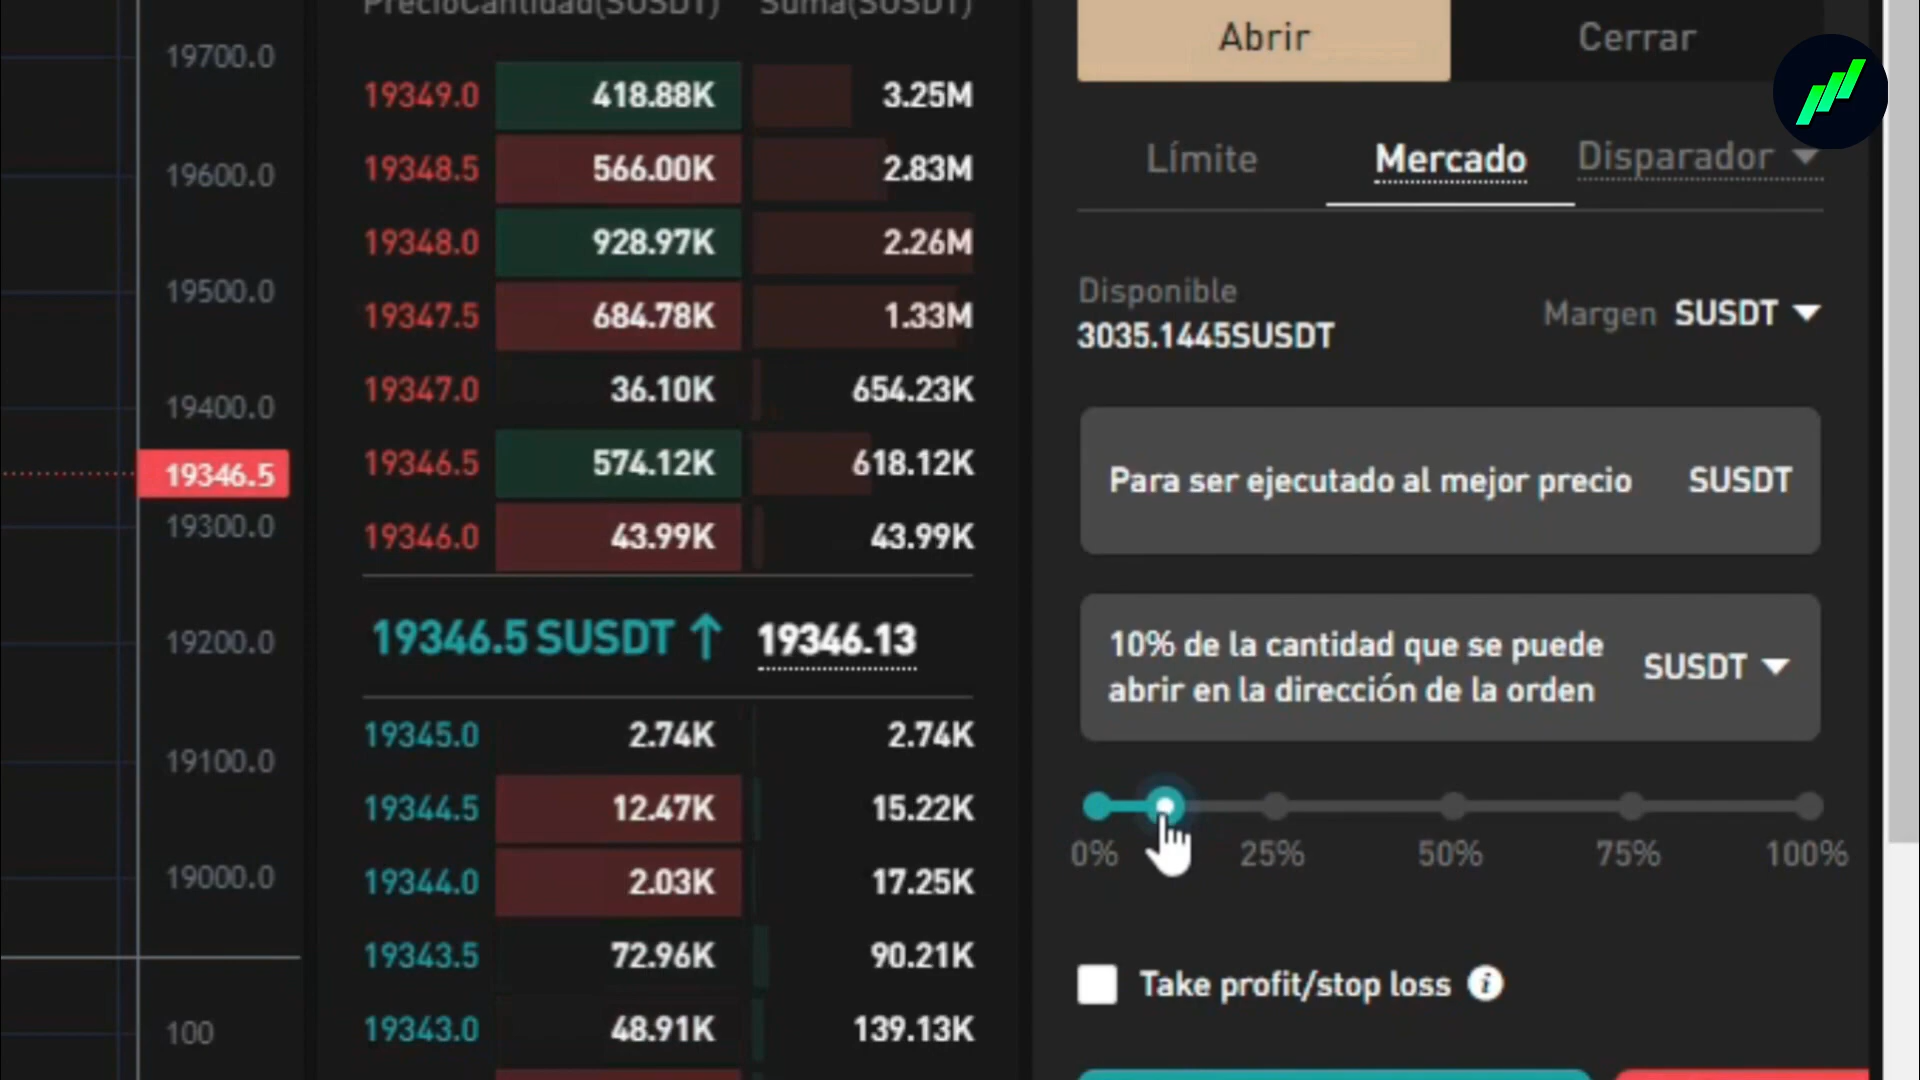 PrecioCantidad(SUSDT) Suma(SUSDT)
19700.0
19600.0
19500.0
19400.0
19346.5
19300.0
19200.0
19100.0
19000.0
100
19349.0 418.88K 3.25M
19348.5 566.00K 2.83M
19348.0 928.97K 2.26M
19347.5 684.78K 1.33M
19347.0 36.10K 654.23K
19346.5 574.12K 618.12K
19346.0 43.99K 43.99K
19346.5 SUSDT ↑ 19346.13
19345.0 2.74K 2.74K
19344.5 12.47K 15.22K
19344.0 2.03K 17.25K
19343.5 72.96K 90.21K
19343.0 48.91K 139.13K
Abrir Cerrar
Límite Mercado Disparador
Disponible
3035.1445SUSDT
Margen SUSDT
Para ser ejecutado al mejor precio SUSDT
10% de la cantidad que se puede
abrir en la dirección de la orden
SUSDT
0% 25% 50% 75% 100%
Take profit/stop loss i